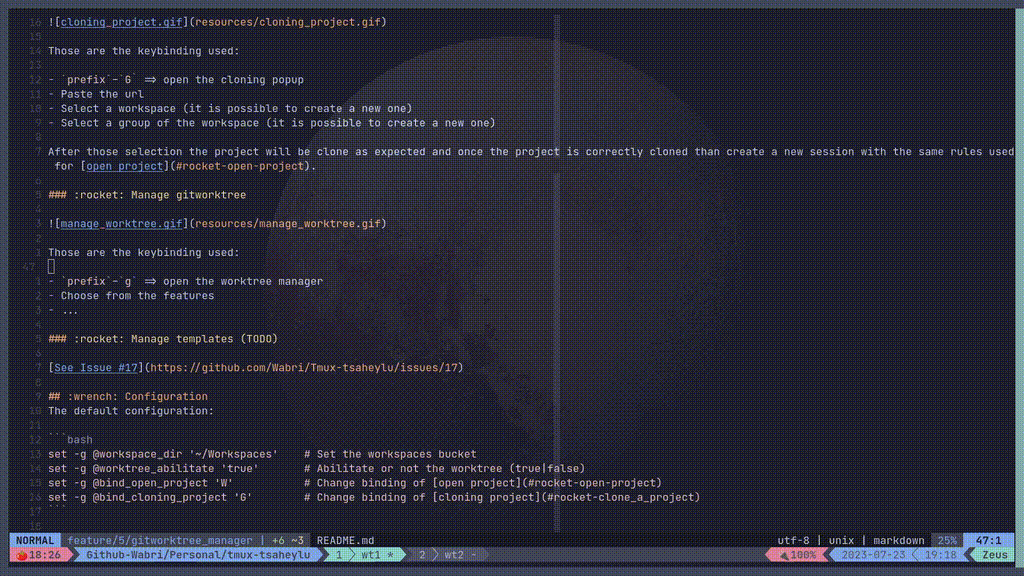 16 ![cloning_project.gif](resources/cloning_project.gif)
15
14 Those are the keybinding used:
13
12 - `prefix`-`G` => open the cloning popup
11 - Paste the url
10 - Select a workspace (it is possible to create a new one)
9 - Select a group of the workspace (it is possible to create a new one)
8
7 After those selection the project will be clone as expected and once the project is correctly cloned than create a new session with the same rules used
for [open project](#rocket-open-project).
6
5 ### :rocket: Manage gitworktree
4
3 ![manage_worktree.gif](resources/manage_worktree.gif)
2
1 Those are the keybinding used:
47
1 - `prefix`-`g` => open the worktree manager
2 - Choose from the features
3 - ...
4
5 ### :rocket: Manage templates (TODO)
6
7 [See Issue #17](https://github.com/Wabri/Tmux-tsaheylu/issues/17)
8
9 ## :wrench: Configuration
10 The default configuration:
11
12 ```bash
13 set -g @workspace_dir '~/Workspaces' # Set the workspaces bucket
14 set -g @worktree_abilitate 'true' # Abilitate or not the worktree (true|false)
15 set -g @bind_open_project 'W' # Change binding of [open project](#rocket-open-project)
16 set -g @bind_cloning_project 'G' # Change binding of [cloning project](#rocket-clone_a_project)
17 ```
18
NORMAL feature/5/gitworktree_manager | +6 ~3 README.md utf-8 | unix | markdown 25% 47:1
18:26 Github-Wabri/Personal/tmux-tsaheylu 1 wt1 * 2 wt2 - 100% 2023-07-23 19:18 Zeus